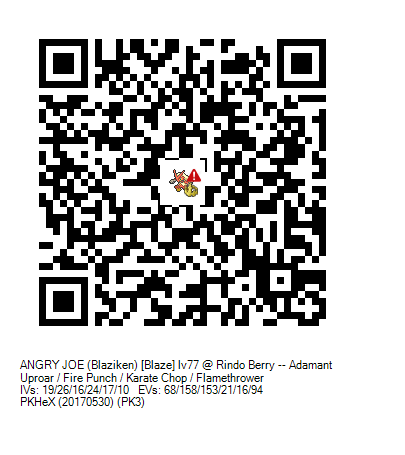 ANGRY JOE (Blaziken) [Blaze] lv77 @ Rindo Berry -- Adamant
Uproar / Fire Punch / Karate Chop / Flamethrower
IVs: 19/26/16/24/17/10 EVs: 68/158/153/21/16/94
PKHeX (20170530) (PK3)